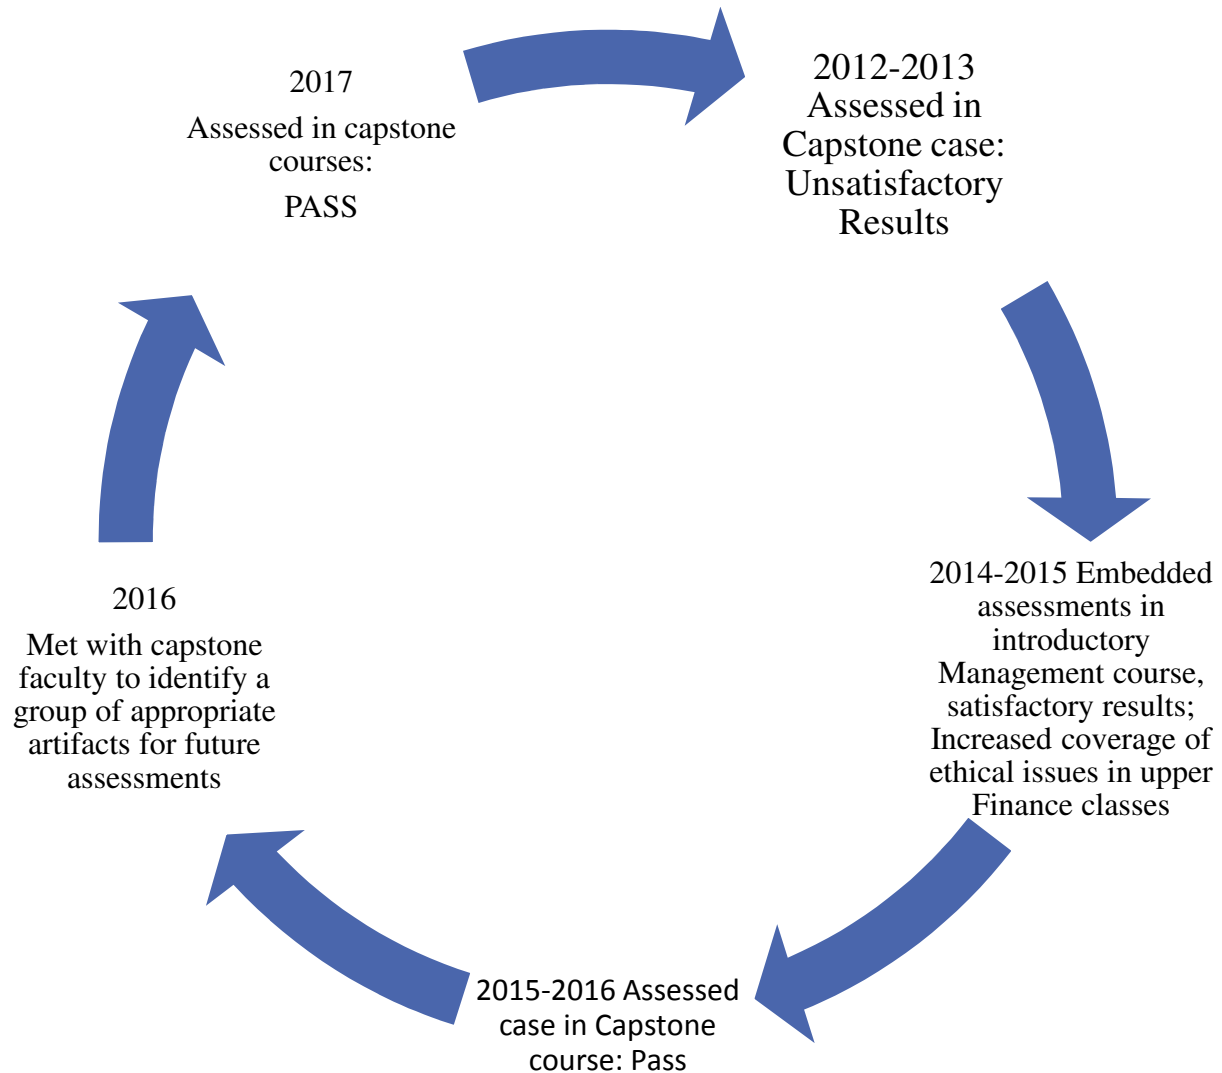 2012-2013
Assessed in
Capstone case:
Unsatisfactory
Results
2014-2015 Embedded
assessments in
introductory
Management course,
satisfactory results;
Increased coverage of
ethical issues in upper
Finance classes
2015-2016 Assessed
case in Capstone
course: Pass
2016
Met with capstone
faculty to identify a
group of appropriate
artifacts for future
assessments
2017
Assessed in capstone
courses:
PASS